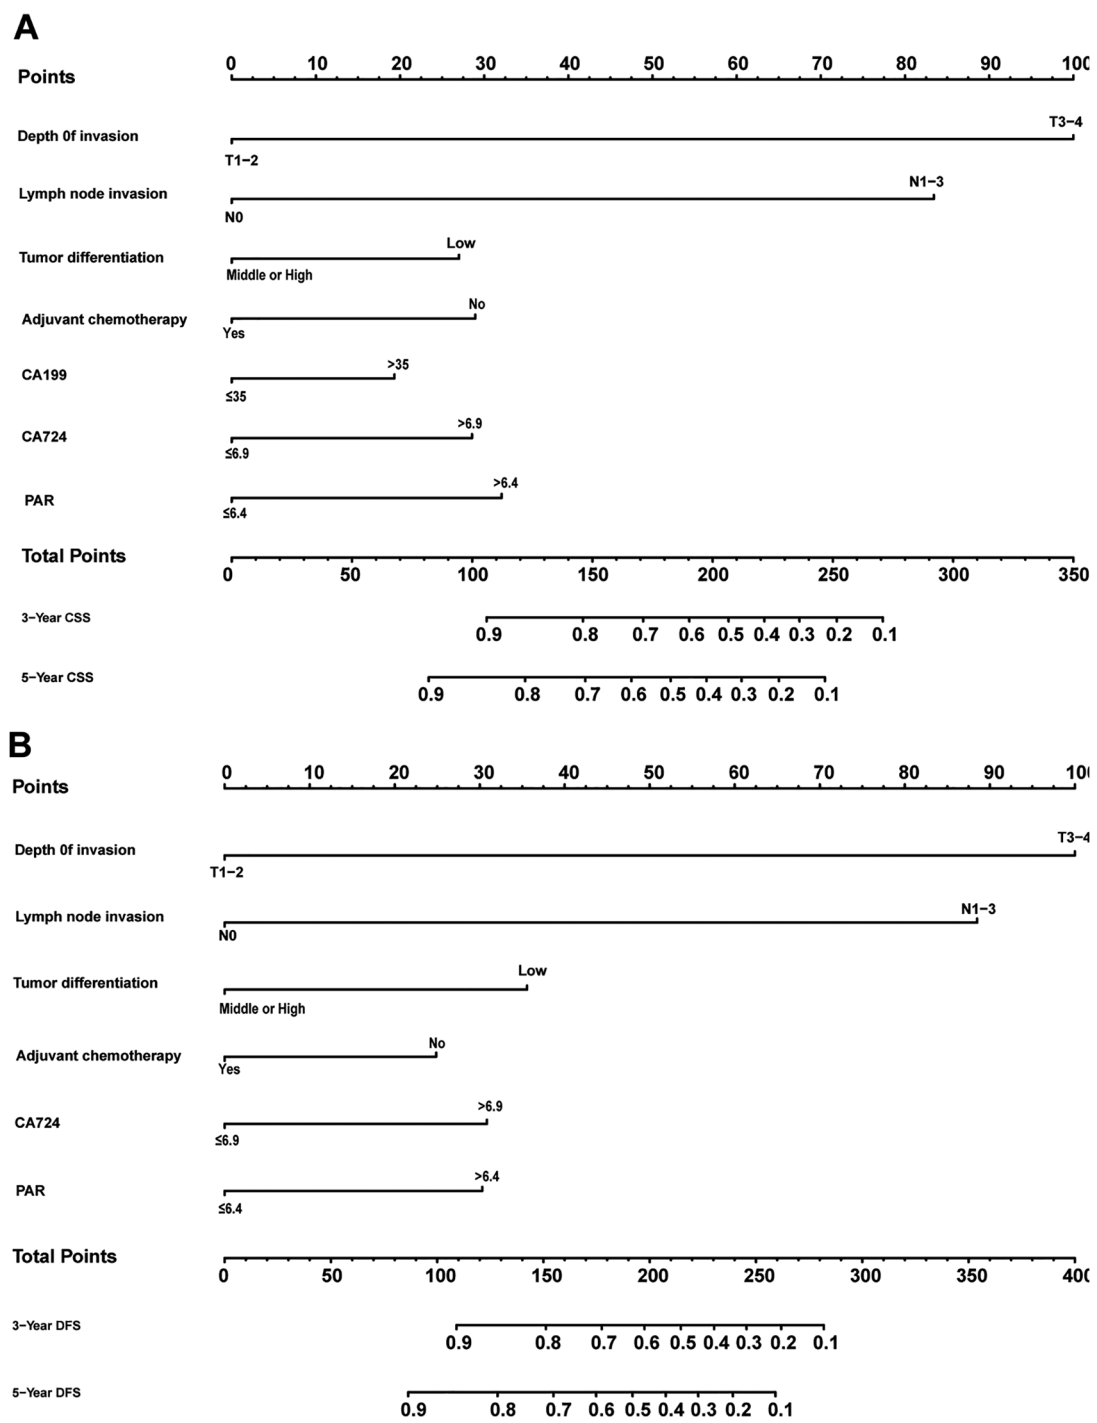 A
Points 0 10 20 30 40 50 60 70 80 90 100
Depth 0f invasion T1−2 T3−4
Lymph node invasion N0 N1−3
Tumor differentiation Middle or High Low
Adjuvant chemotherapy Yes No
CA199 ≤35 >35
CA724 ≤6.9 >6.9
PAR ≤6.4 >6.4
Total Points 0 50 100 150 200 250 300 350
3−Year CSS 0.9 0.8 0.7 0.6 0.5 0.4 0.3 0.2 0.1
5−Year CSS 0.9 0.8 0.7 0.6 0.5 0.4 0.3 0.2 0.1
B
Points 0 10 20 30 40 50 60 70 80 90 100
Depth 0f invasion T1−2 T3−4
Lymph node invasion N0 N1−3
Tumor differentiation Middle or High Low
Adjuvant chemotherapy Yes No
CA724 ≤6.9 >6.9
PAR ≤6.4 >6.4
Total Points 0 50 100 150 200 250 300 350 400
3−Year DFS 0.9 0.8 0.7 0.6 0.5 0.4 0.3 0.2 0.1
5−Year DFS 0.9 0.8 0.7 0.6 0.5 0.4 0.3 0.2 0.1